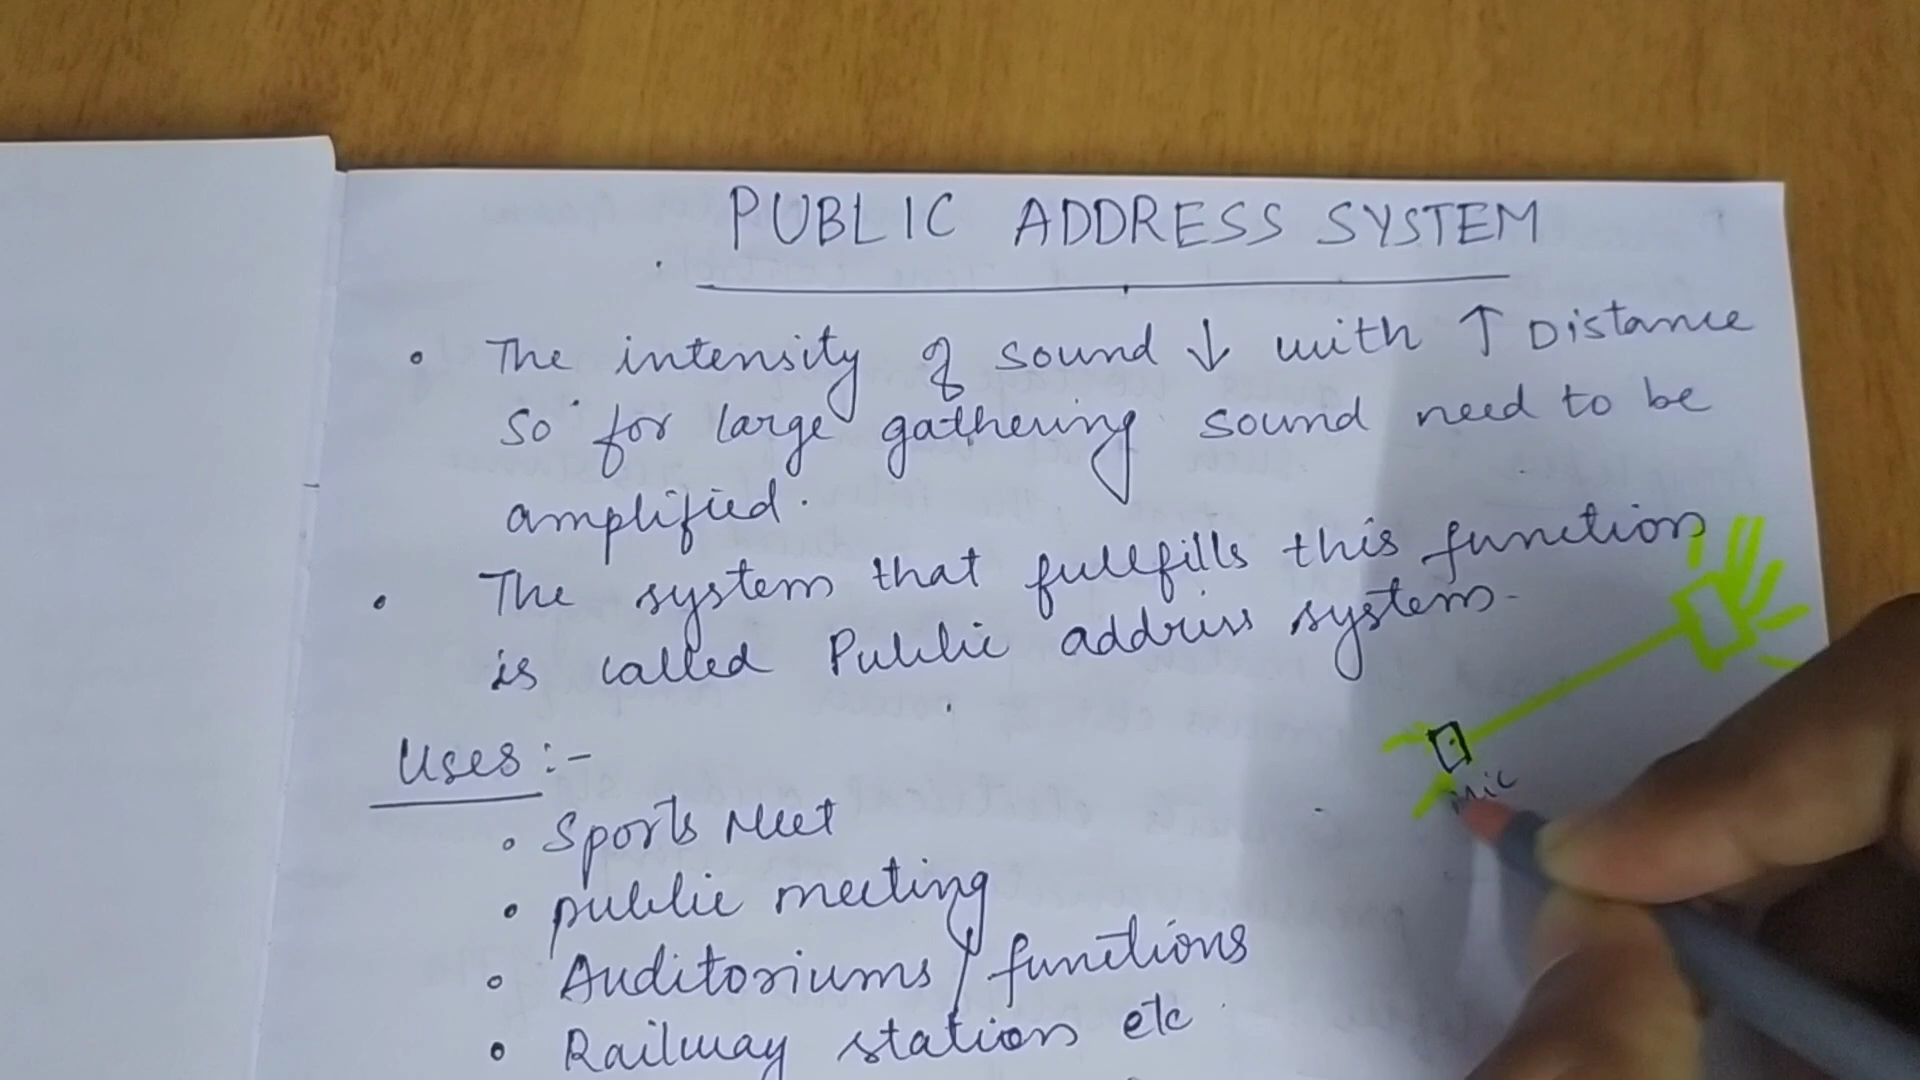 PUBLIC ADDRESS SYSTEM
• The intensity of sound ↓ with ↑ Distance
so for large gathering sound need to be
amplified.
• The system that fullfills this function
is called Public address system.
Uses :-
• Sports Meet
• public meeting
• Auditoriums / functions
• Railway station etc
Mic